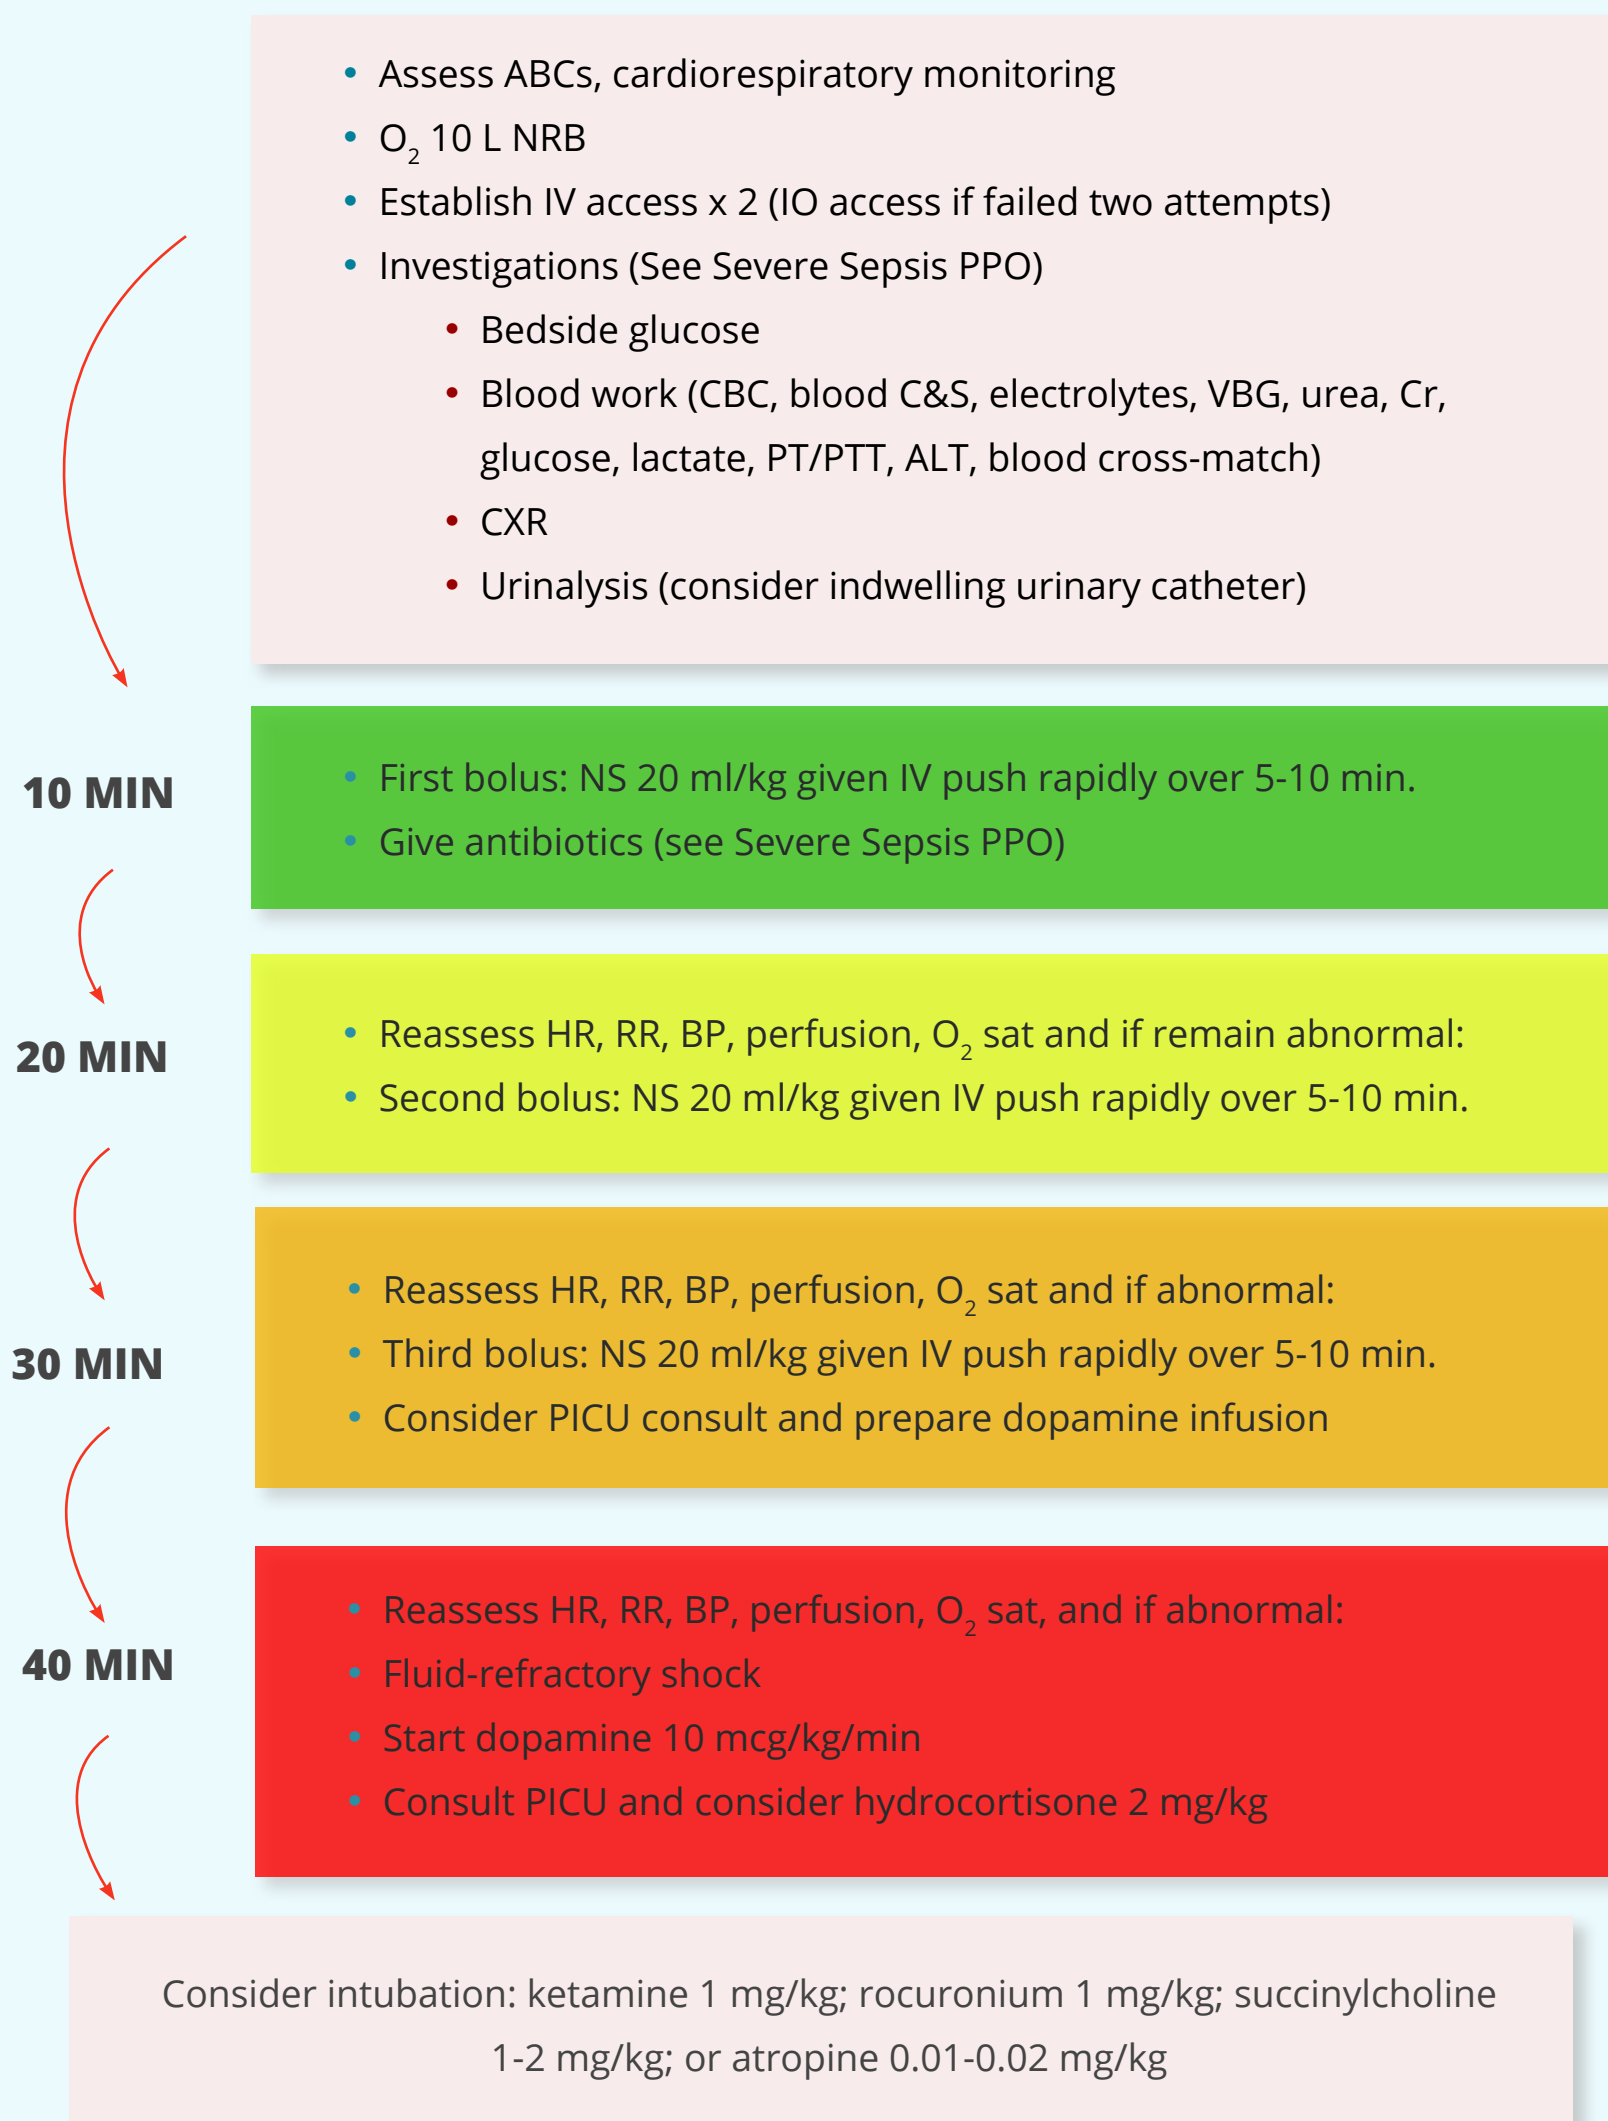 • Assess ABCs, cardiorespiratory monitoring
• O₂ 10 L NRB
• Establish IV access x 2 (IO access if failed two attempts)
• Investigations (See Severe Sepsis PPO)
• Bedside glucose
• Blood work (CBC, blood C&S, electrolytes, VBG, urea, Cr,
glucose, lactate, PT/PTT, ALT, blood cross-match)
• CXR
• Urinalysis (consider indwelling urinary catheter)
10 MIN
• First bolus: NS 20 ml/kg given IV push rapidly over 5-10 min.
• Give antibiotics (see Severe Sepsis PPO)
20 MIN
• Reassess HR, RR, BP, perfusion, O₂ sat and if remain abnormal:
• Second bolus: NS 20 ml/kg given IV push rapidly over 5-10 min.
30 MIN
• Reassess HR, RR, BP, perfusion, O₂ sat and if abnormal:
• Third bolus: NS 20 ml/kg given IV push rapidly over 5-10 min.
• Consider PICU consult and prepare dopamine infusion
40 MIN
• Reassess HR, RR, BP, perfusion, O₂ sat, and if abnormal:
• Fluid-refractory shock
• Start dopamine 10 mcg/kg/min
• Consult PICU and consider hydrocortisone 2 mg/kg
Consider intubation: ketamine 1 mg/kg; rocuronium 1 mg/kg; succinylcholine
1-2 mg/kg; or atropine 0.01-0.02 mg/kg